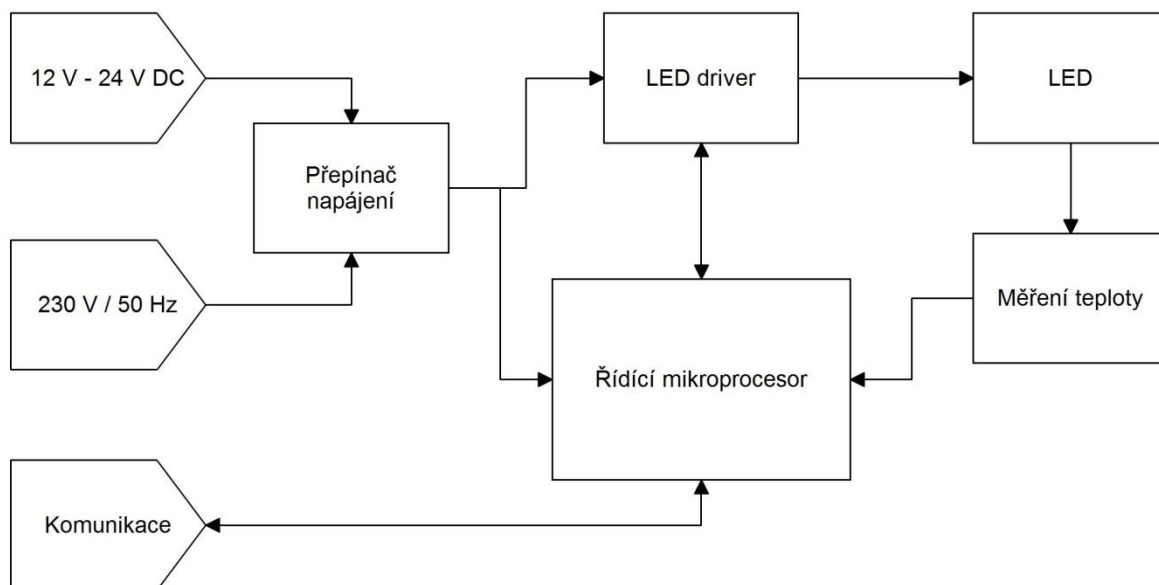 12 V - 24 V DC
LED driver
LED
Přepínač
napájení
230 V / 50 Hz
Měření teploty
Řídící mikroprocesor
Komunikace